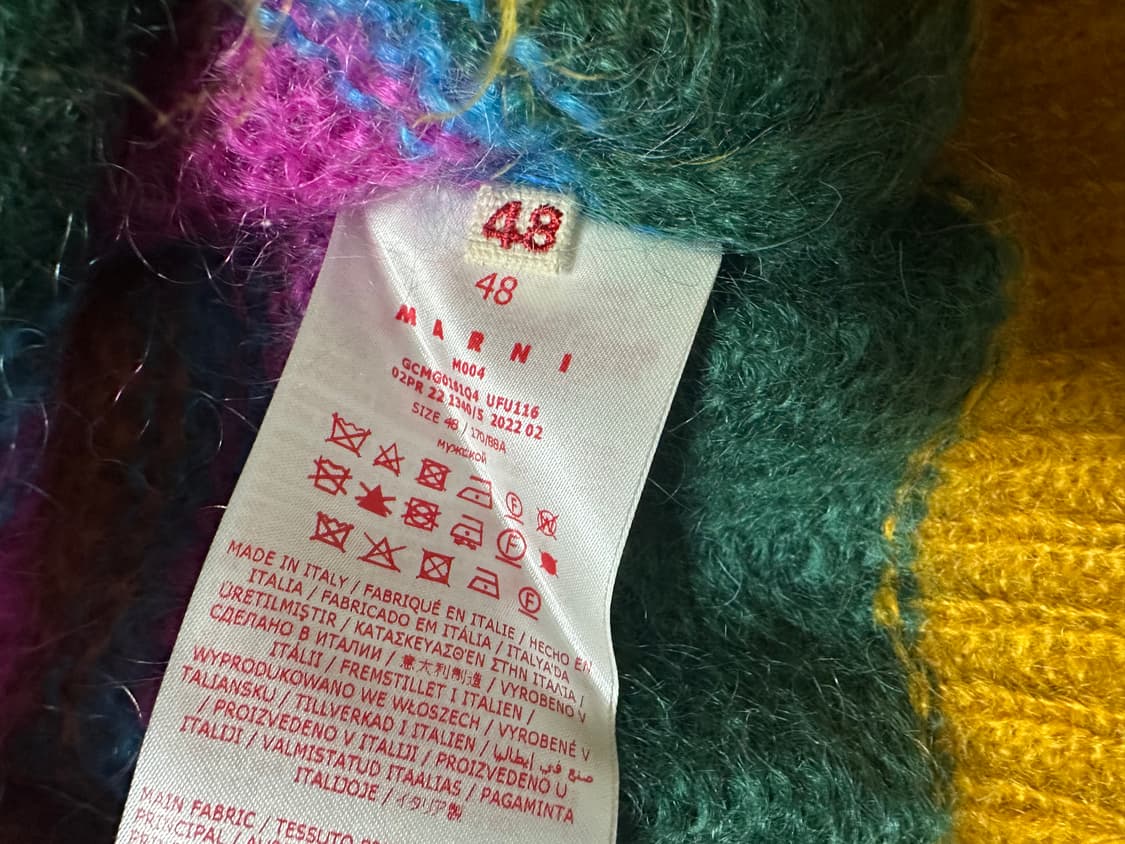 48
48
MARNI
M004
GCMG0181Q4 UFU116
02PR 22 1340/5 2022 02
SIZE 48 / 170/88A
мужской
MADE IN ITALY / FABRIQUÉ EN ITALIE / HECHO EN
ITALIA / FABRICADO EM ITÁLIA / ITALYA'DA
ÜRETILMIŞTIR / ΚΑΤΑΣΚΕΥΑΣΘΕΝ ΣΤΗΝ ΙΤΑΛΙΑ /
СДЕЛАНО В ИТАЛИИ / 意大利制造 / VYROBENO V
ITÁLII / FREMSTILLET I ITALIEN /
WYPRODUKOWANO WE WŁOSZECH / VYROBENÉ V
TALIANSKU / TILLVERKAD I ITALIEN / صنع في إيطاليا
/ PROIZVEDENO V ITALIJI / PROIZVEDENO U
ITALIJI / VALMISTATUD ITAALIAS / PAGAMINTA
ITALIJOJE / イタリア製
MAIN FABRIC / TESSUTO
PRINCIPAL /